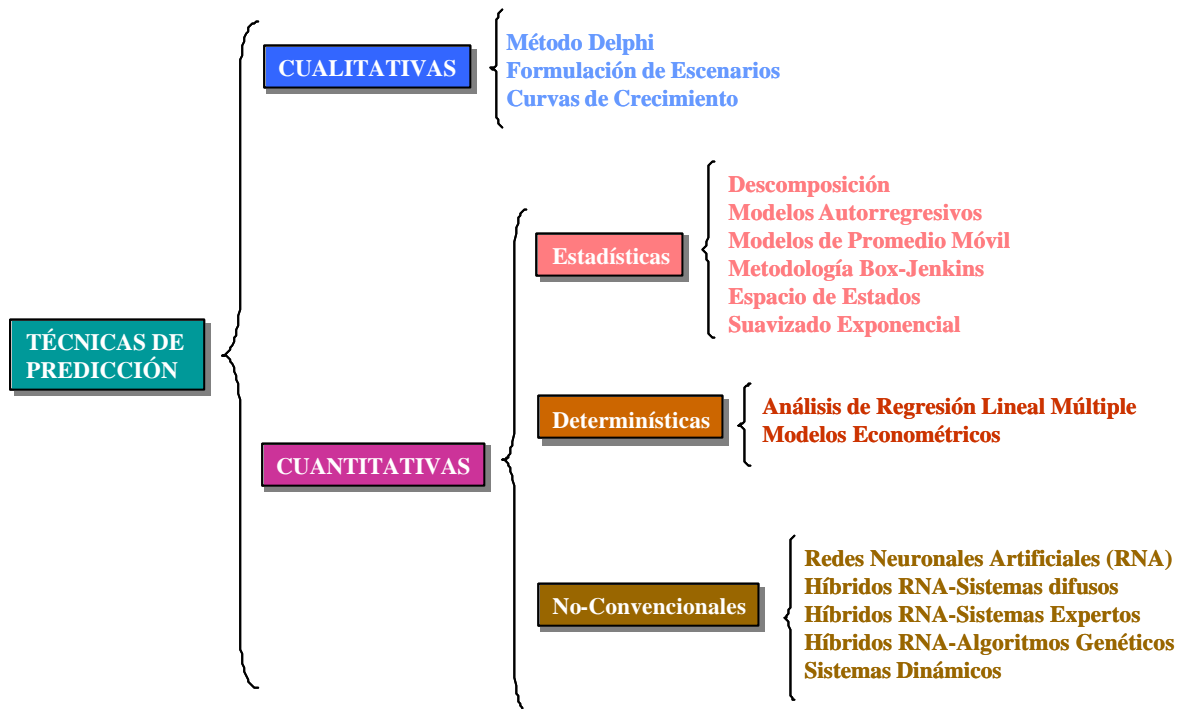 TÉCNICAS DE
PREDICCIÓN
CUALITATIVAS
Método Delphi
Formulación de Escenarios
Curvas de Crecimiento
CUANTITATIVAS
Estadísticas
Descomposición
Modelos Autorregresivos
Modelos de Promedio Móvil
Metodología Box-Jenkins
Espacio de Estados
Suavizado Exponencial
Determinísticas
Análisis de Regresión Lineal Múltiple
Modelos Econométricos
No-Convencionales
Redes Neuronales Artificiales (RNA)
Híbridos RNA-Sistemas difusos
Híbridos RNA-Sistemas Expertos
Híbridos RNA-Algoritmos Genéticos
Sistemas Dinámicos